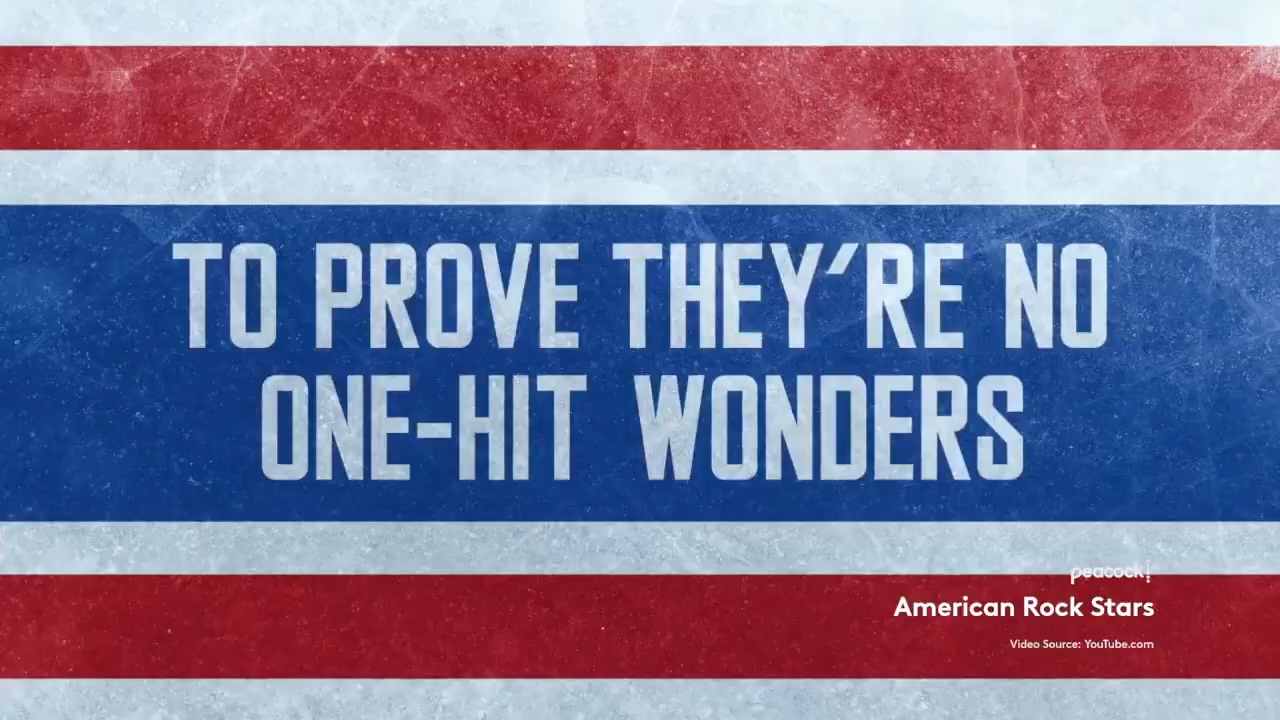 TO PROVE THEY'RE NO
ONE-HIT WONDERS
peacock
American Rock Stars
Video Source: YouTube.com